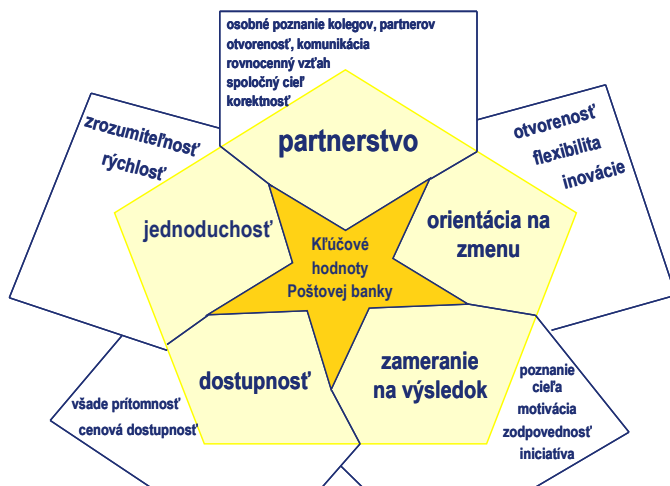 osobné poznanie kolegov, partnerov
otvorenosť, komunikácia
rovnocenný vzťah
spoločný cieľ
korektnosť
partnerstvo
zrozumiteľnosť
rýchlosť
jednoduchosť
otvorenosť
flexibilita
inovácie
orientácia na
zmenu
Kľúčové
hodnoty
Poštovej banky
dostupnosť
všade prítomnosť
cenová dostupnosť
zameranie
na výsledok
poznanie
cieľa
motivácia
zodpovednosť
iniciatíva